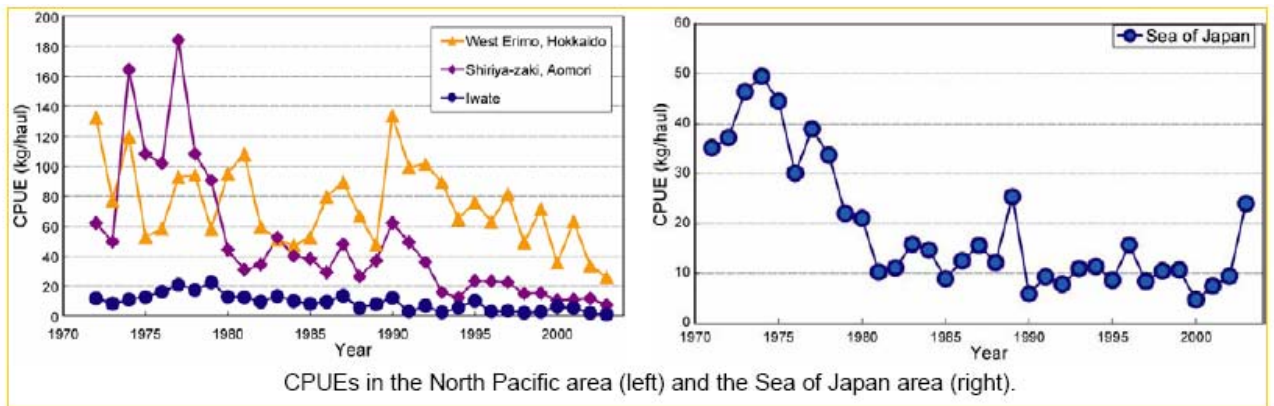 200
180
160
140
120
100
80
60
40
20
0
CPUE (kg/haul)
West Erimo, Hokkaido
Shiriya-zaki, Aomori
Iwate
1970 1975 1980 1985 1990 1995 2000
Year
60
50
40
30
20
10
0
CPUE (kg/haul)
Sea of Japan
1970 1975 1980 1985 1990 1995 2000
Year
CPUEs in the North Pacific area (left) and the Sea of Japan area (right).